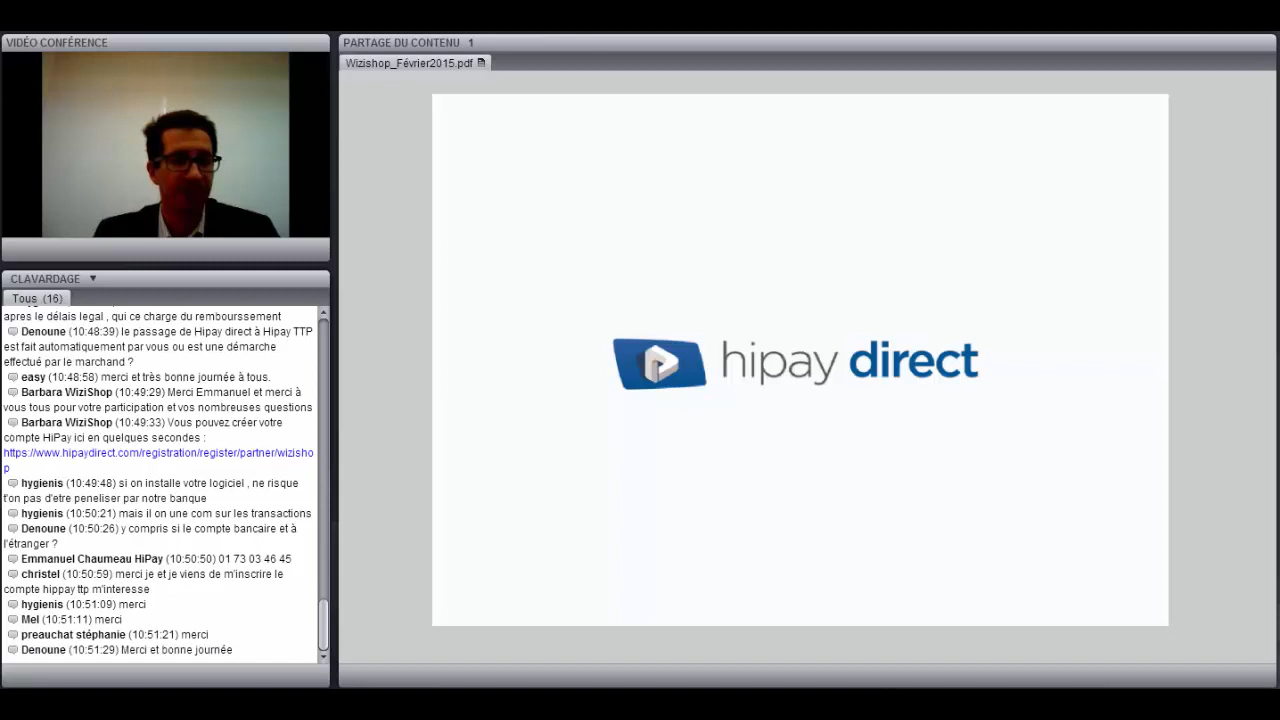 VIDÉO CONFÉRENCE
PARTAGE DU CONTENU 1
Wizishop_Février2015.pdf
hipay direct
CLAVARDAGE
Tous (16)
apres le délais legal , qui ce charge du rembourssement
Denoune (10:48:39) le passage de Hipay direct à Hipay TTP
est fait automatiquement par vous ou est une démarche
effectué par le marchand ?
easy (10:48:58) merci et très bonne journée à tous.
Barbara WiziShop (10:49:29) Merci Emmanuel et merci à
vous tous pour votre participation et vos nombreuses questions
Barbara WiziShop (10:49:33) Vous pouvez créer votre
compte HiPay ici en quelques secondes :
https://www.hipaydirect.com/registration/register/partner/wizisho
p
hygienis (10:49:48) si on installe votre logiciel , ne risque
t'on pas d'etre peneliser par notre banque
hygienis (10:50:21) mais il on une com sur les transactions
Denoune (10:50:26) y compris si le compte bancaire et à
l'étranger ?
Emmanuel Chaumeau HiPay (10:50:50) 01 73 03 46 45
christel (10:50:59) merci je et je viens de m'inscrire le
compte hippay ttp m'interesse
hygienis (10:51:09) merci
Mel (10:51:11) merci
preauchat stéphanie (10:51:21) merci
Denoune (10:51:29) Merci et bonne journée